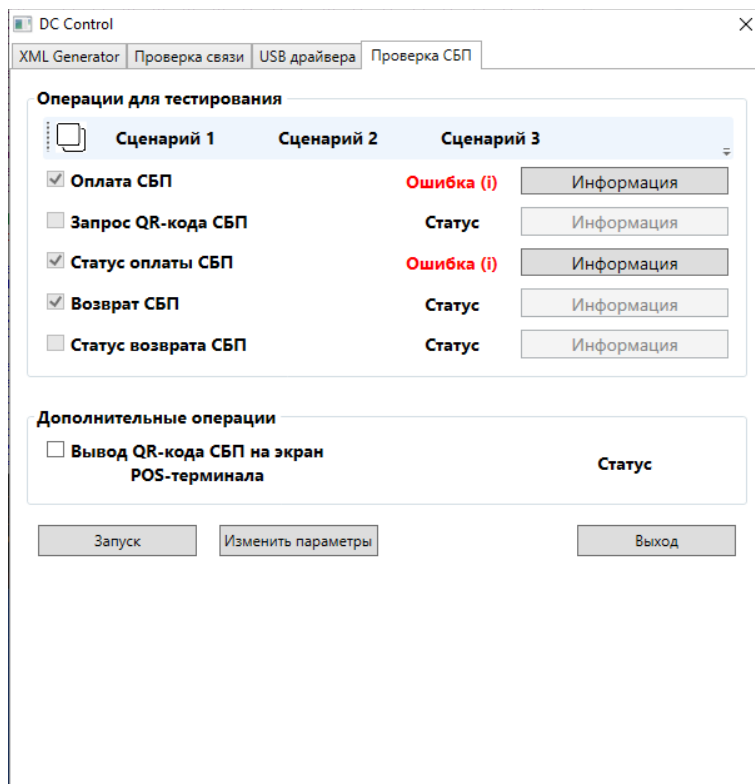 DC Control
XML Generator Проверка связи USB драйвера Проверка СБП
Операции для тестирования
Сценарий 1 Сценарий 2 Сценарий 3
Оплата СБП Ошибка (i) Информация
Запрос QR-кода СБП Статус Информация
Статус оплаты СБП Ошибка (i) Информация
Возврат СБП Статус Информация
Статус возврата СБП Статус Информация
Дополнительные операции
Вывод QR-кода СБП на экран
POS-терминала Статус
Запуск Изменить параметры Выход